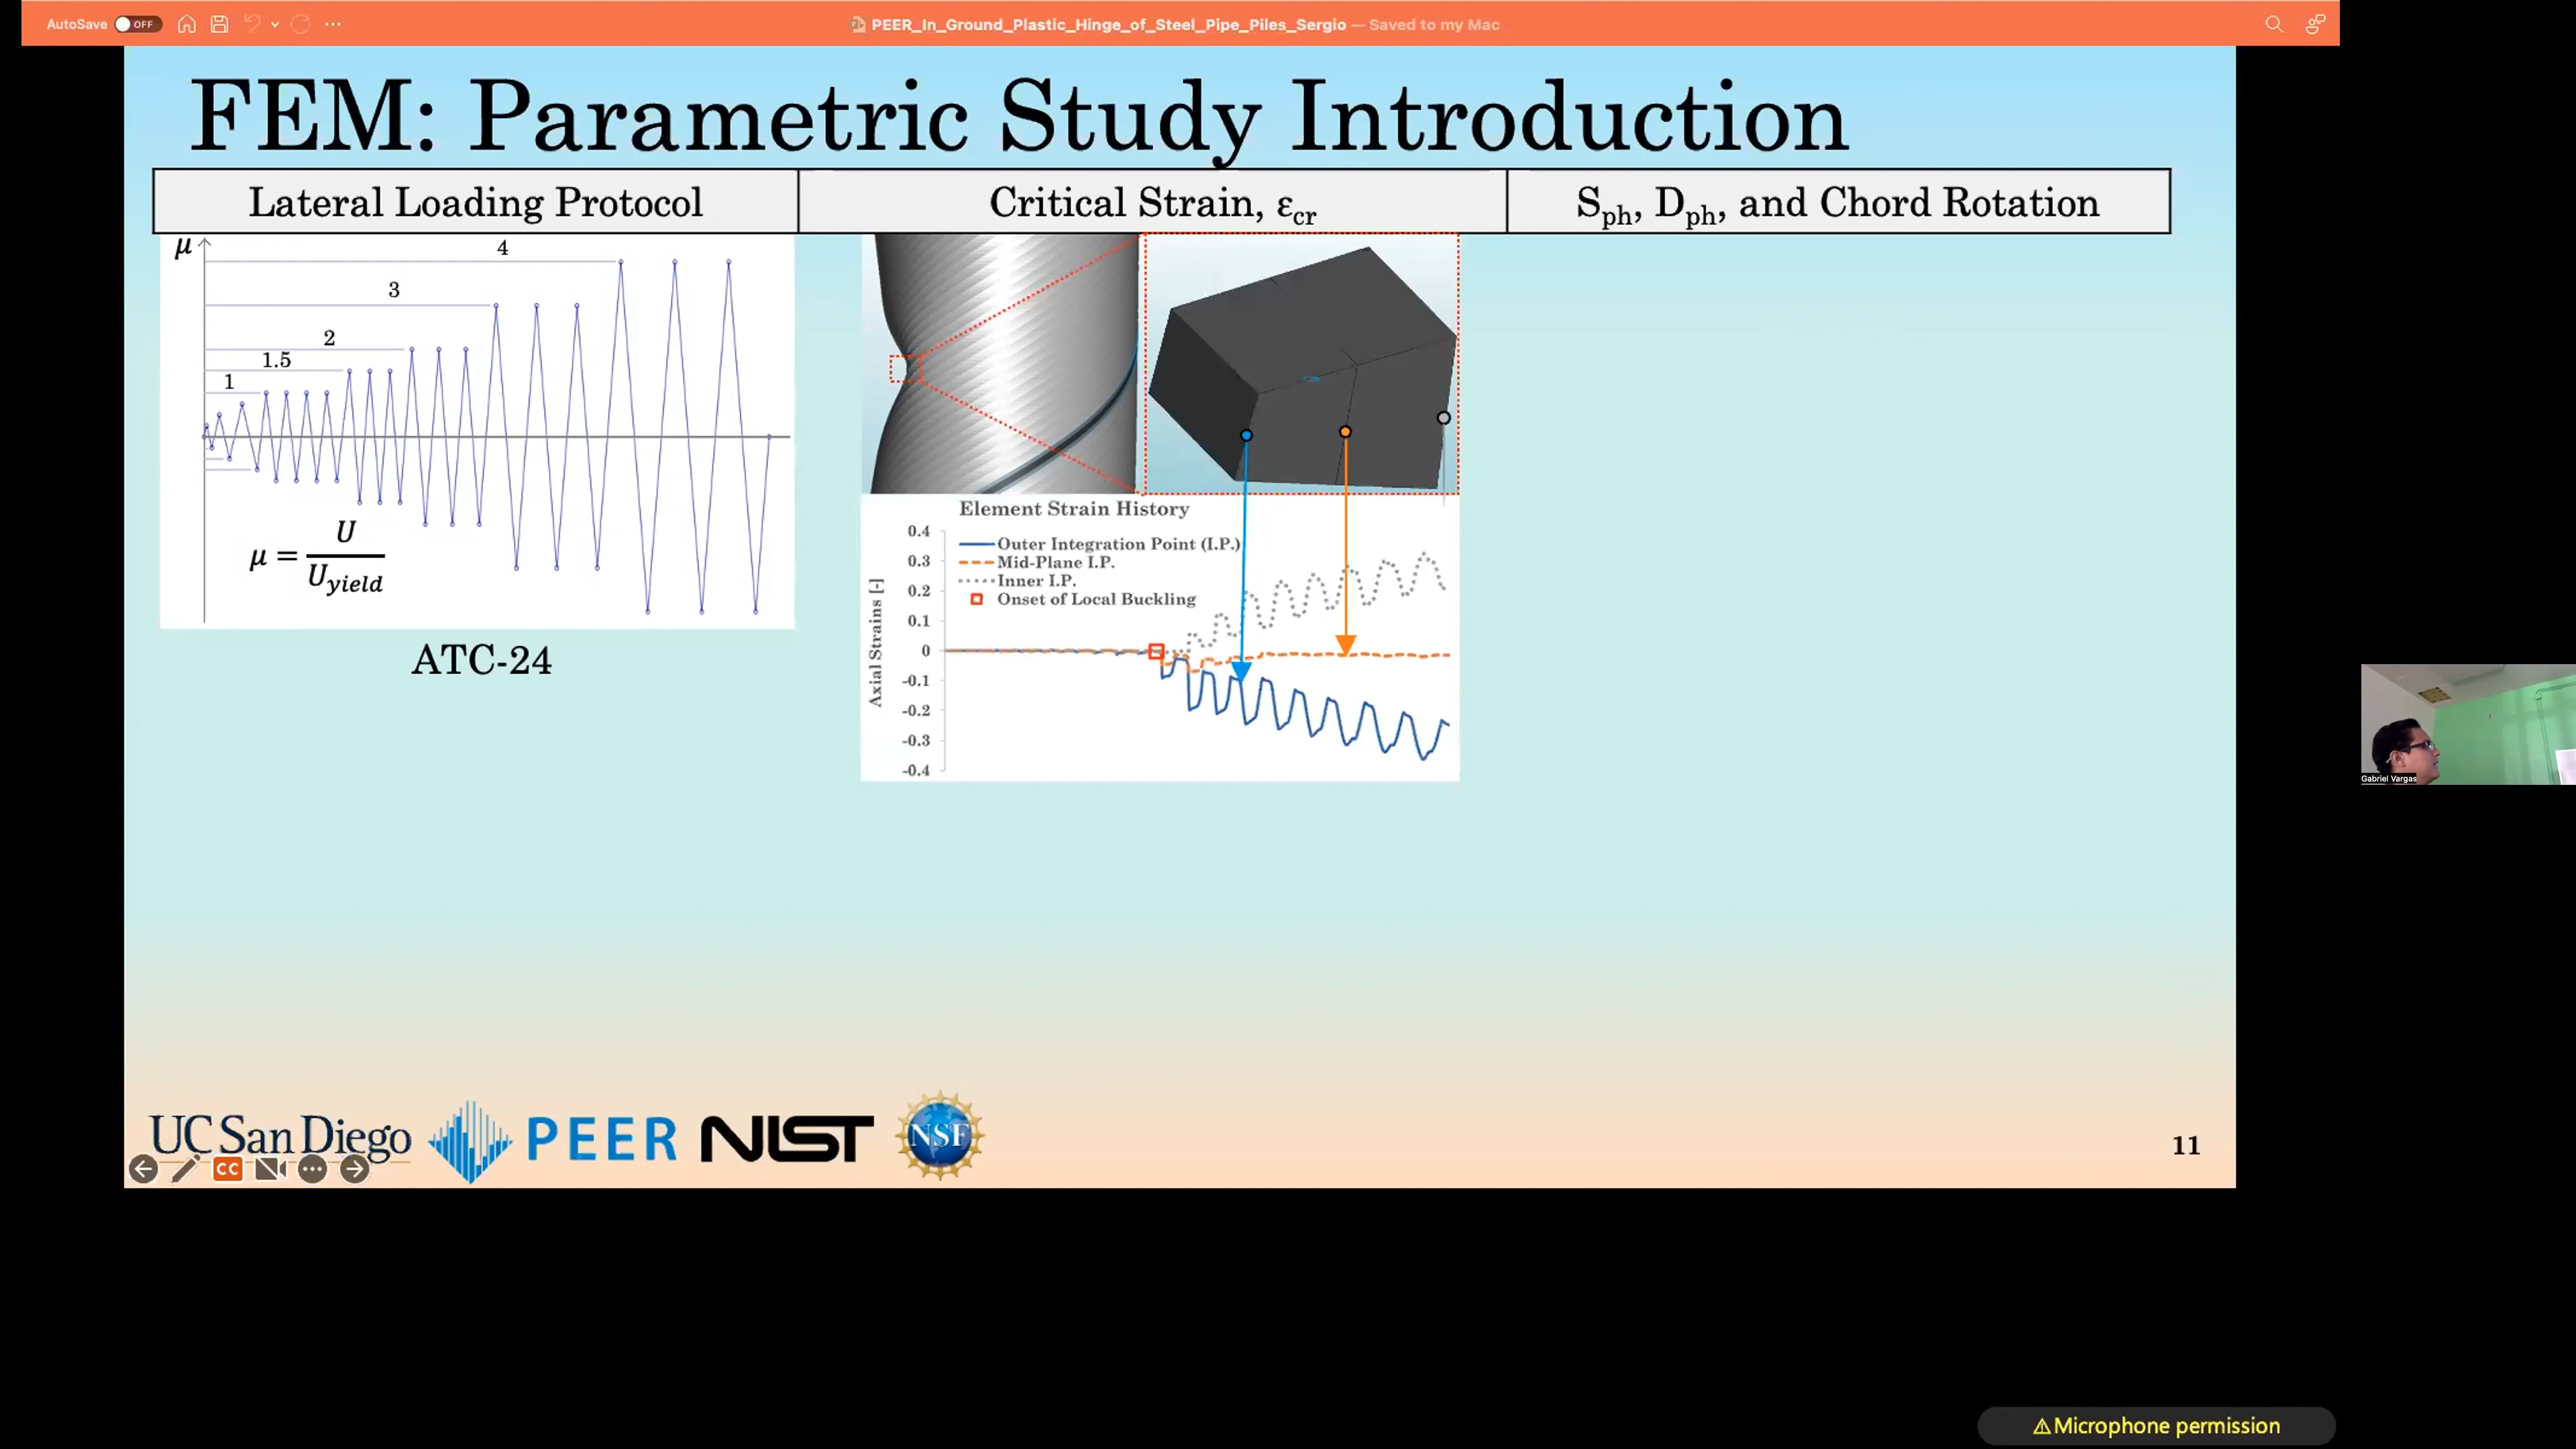 AutoSave OFF
PEER_In_Ground_Plastic_Hinge_of_Steel_Pipe_Piles_Sergio — Saved to my Mac
FEM: Parametric Study Introduction
Lateral Loading Protocol
Critical Strain, εcr
Sph, Dph, and Chord Rotation
μ
4
3
2
1.5
1
μ = U / Uyield
ATC-24
Element Strain History
Outer Integration Point (I.P.)
Mid-Plane I.P.
Inner I.P.
Onset of Local Buckling
Axial Strains [-]
0.4
0.3
0.2
0.1
0
-0.1
-0.2
-0.3
-0.4
Gabriel Vargas
UC San Diego PEER NIST NSF
11
CC
⚠Microphone permission